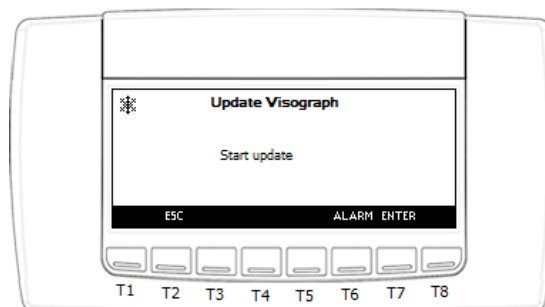 Update Visograph
Start update
ESC ALARM ENTER
T1 T2 T3 T4 T5 T6 T7 T8